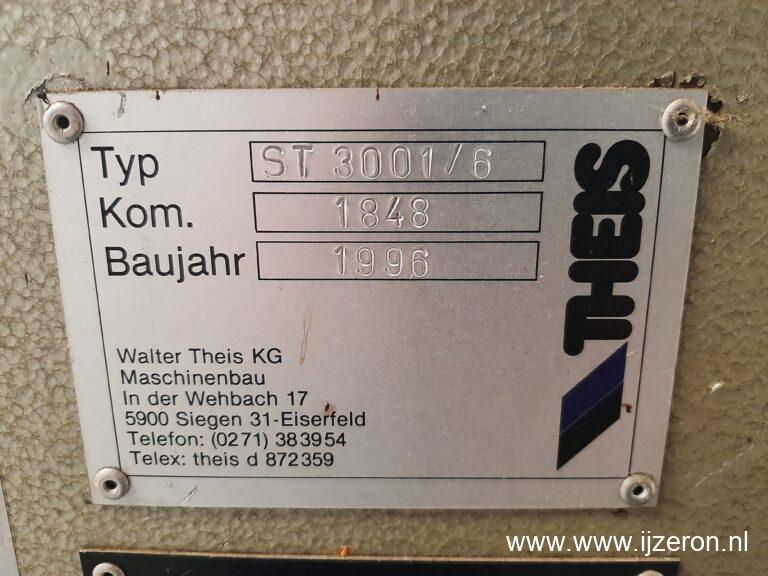 Typ ST 3001/6
Kom. 1848
Baujahr 1996
THEIS
Walter Theis KG
Maschinenbau
In der Wehbach 17
5900 Siegen 31-Eiserfeld
Telefon: (0271) 383954
Telex: theis d 872359
www.www.ijzeron.nl